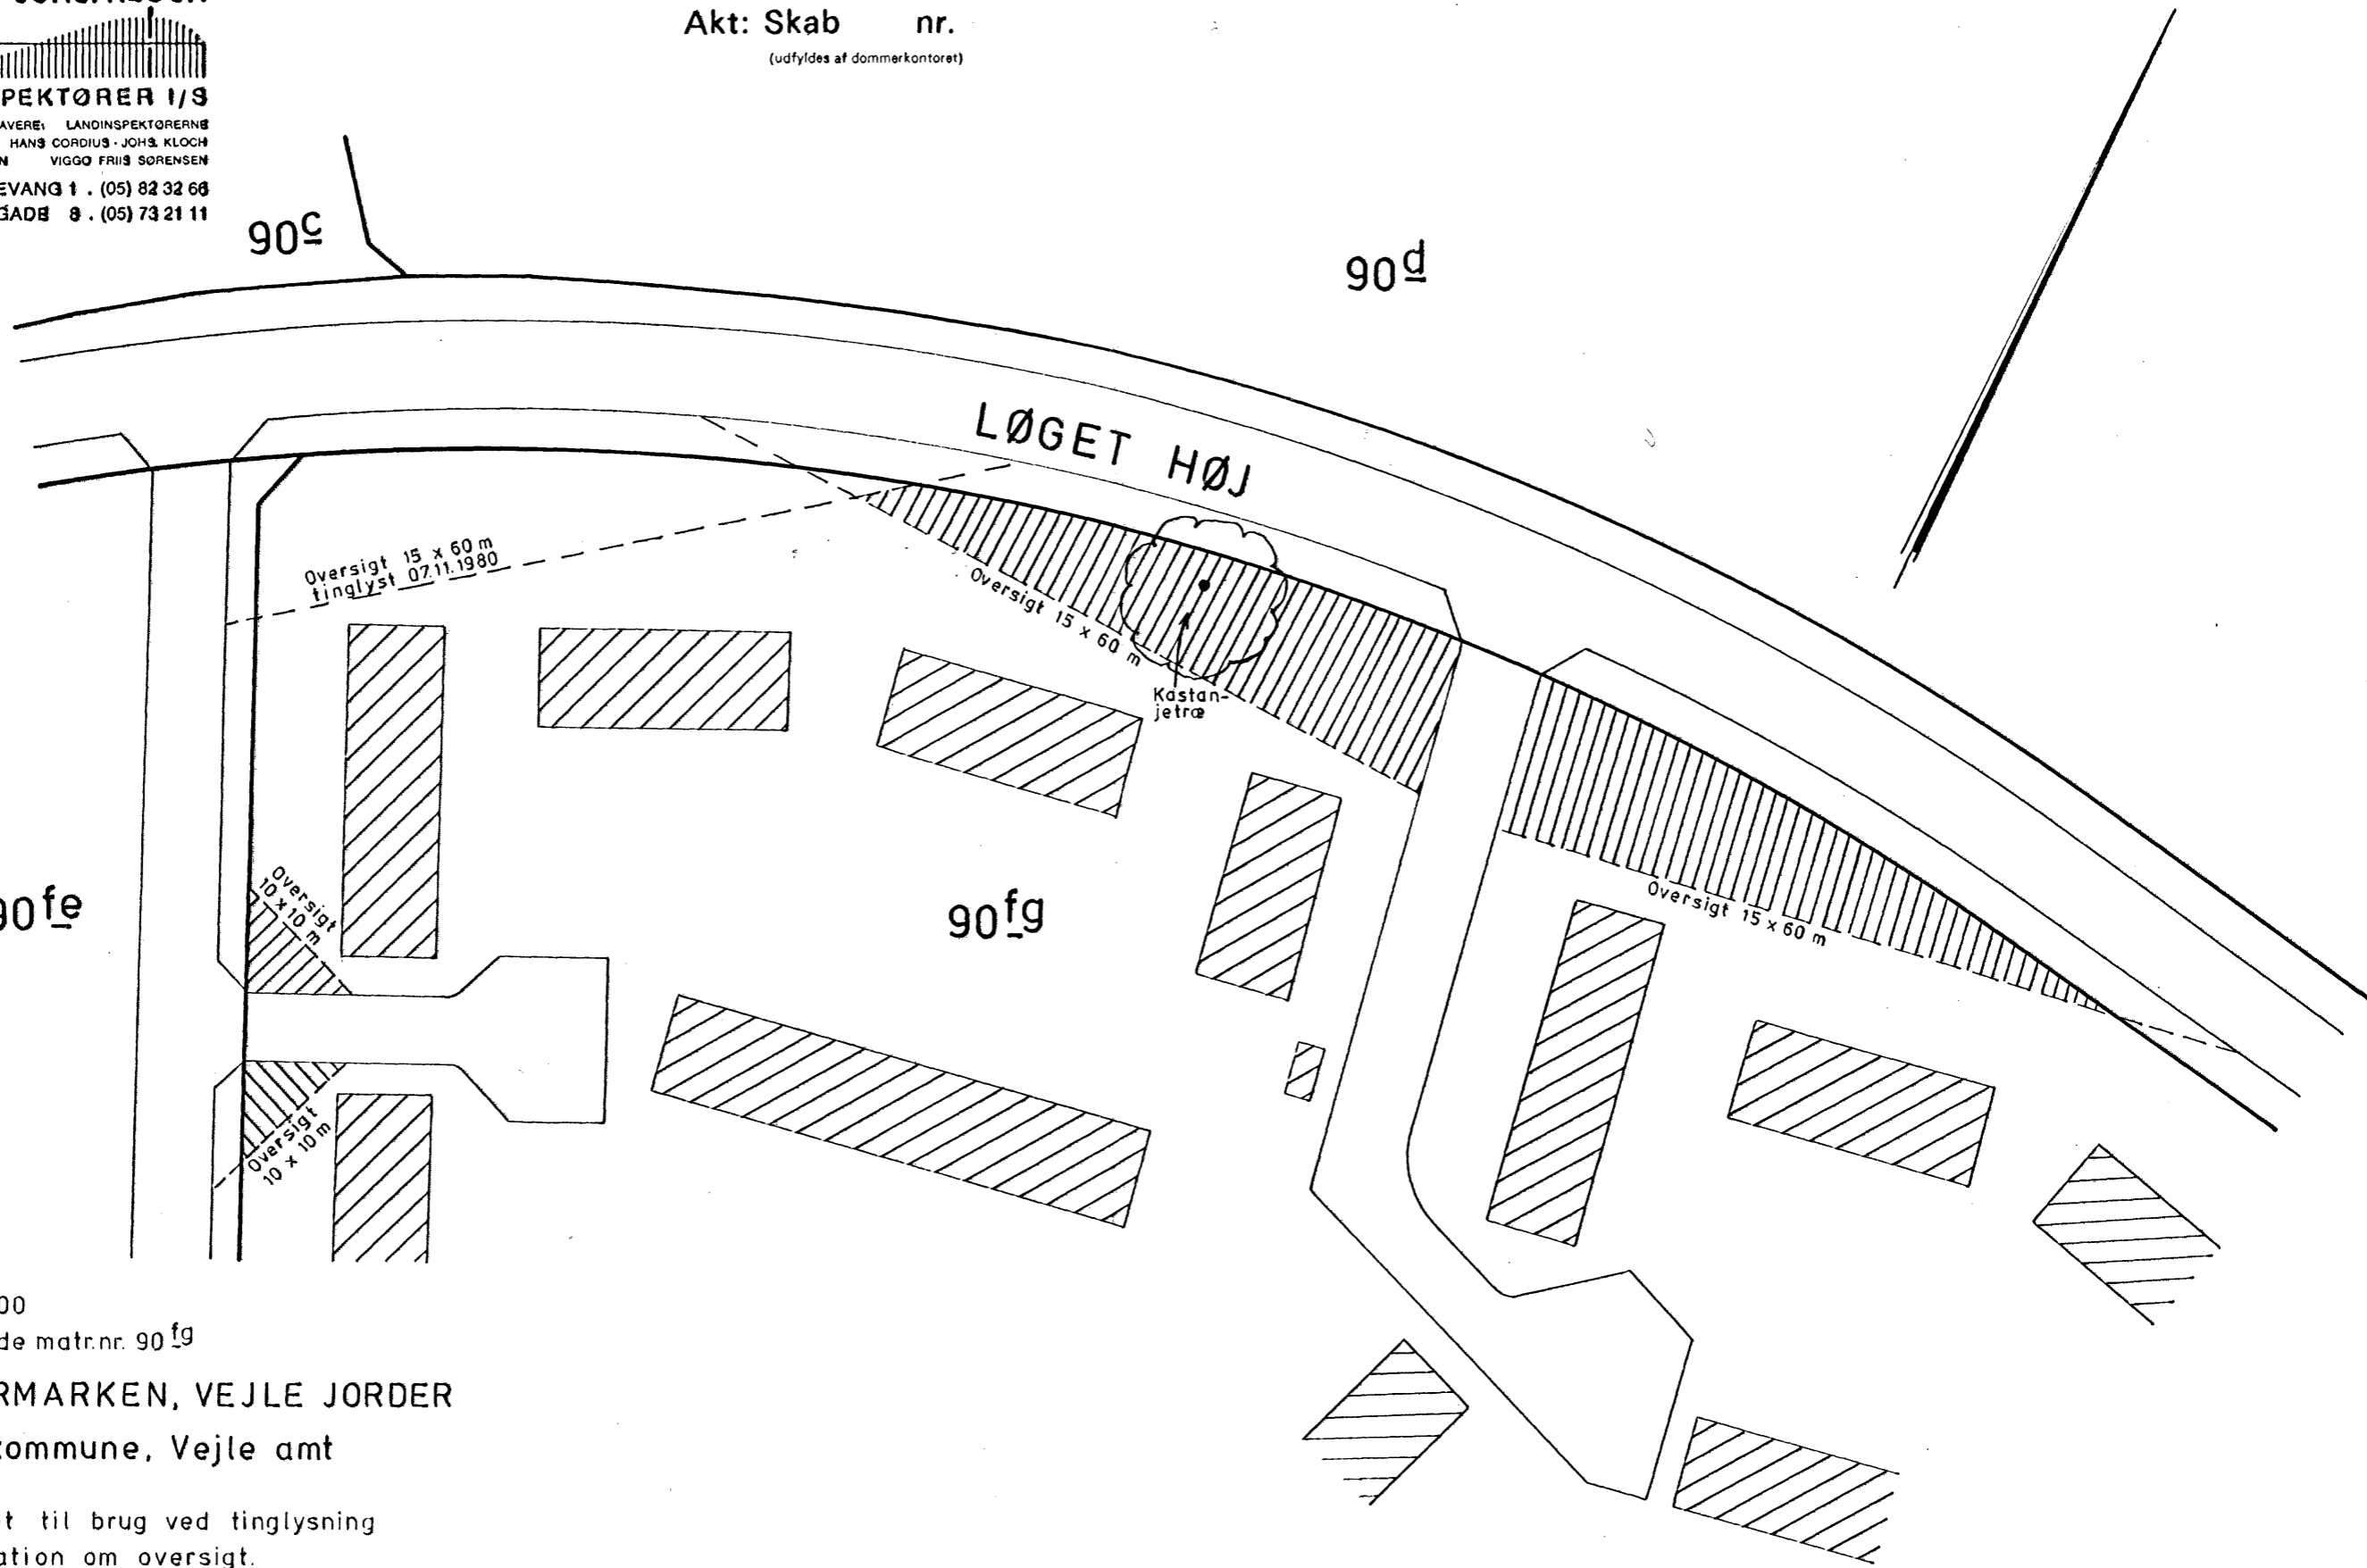 Akt: Skab nr.
(udfyldes af dommerkontoret)
PEKTØRER I/S
AVERE: LANDINSPEKTØRERNE
HANS CORDIUS · JOHS. KLOCH
N VIGGO FRIIS SØRENSEN
EVANG 1 . (05) 82 32 66
GADE 8 . (05) 73 21 11
90c
90d
LØGET HØJ
Oversigt 15 x 60 m
tinglyst 07.11.1980
Oversigt 15 x 60 m
Kastan-
jetræ
Oversigt
10 x 10 m
90fe
90fg
Oversigt 15 x 60 m
Oversigt
10 x 10 m
00
de matr.nr. 90fg
RMARKEN, VEJLE JORDER
kommune, Vejle amt
t til brug ved tinglysning
ation om oversigt.